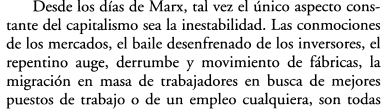 Desde los días de Marx, tal vez el único aspecto cons-
tante del capitalismo sea la inestabilidad. Las conmociones
de los mercados, el baile desenfrenado de los inversores, el
repentino auge, derrumbe y movimiento de fábricas, la
migración en masa de trabajadores en busca de mejores
puestos de trabajo o de un empleo cualquiera, son todas